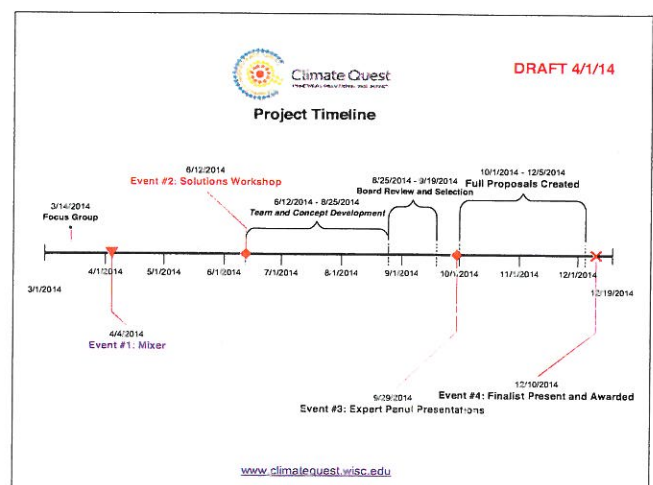 Climate Quest
DRAFT 4/1/14
Project Timeline
6/12/2014
Event #2: Solutions Workshop
8/25/2014 - 9/19/2014
Board Review and Selection
10/1/2014 - 12/5/2014
Full Proposals Created
3/14/2014
Focus Group
6/12/2014 - 8/25/2014
Team and Concept Development
4/1/2014 5/1/2014 6/1/2014 7/1/2014 8/1/2014 9/1/2014 10/1/2014 11/1/2014 12/1/2014
3/1/2014
12/19/2014
4/4/2014
Event #1: Mixer
9/29/2014
Event #3: Expert Panel Presentations
12/10/2014
Event #4: Finalist Present and Awarded
www.climatequest.wisc.edu